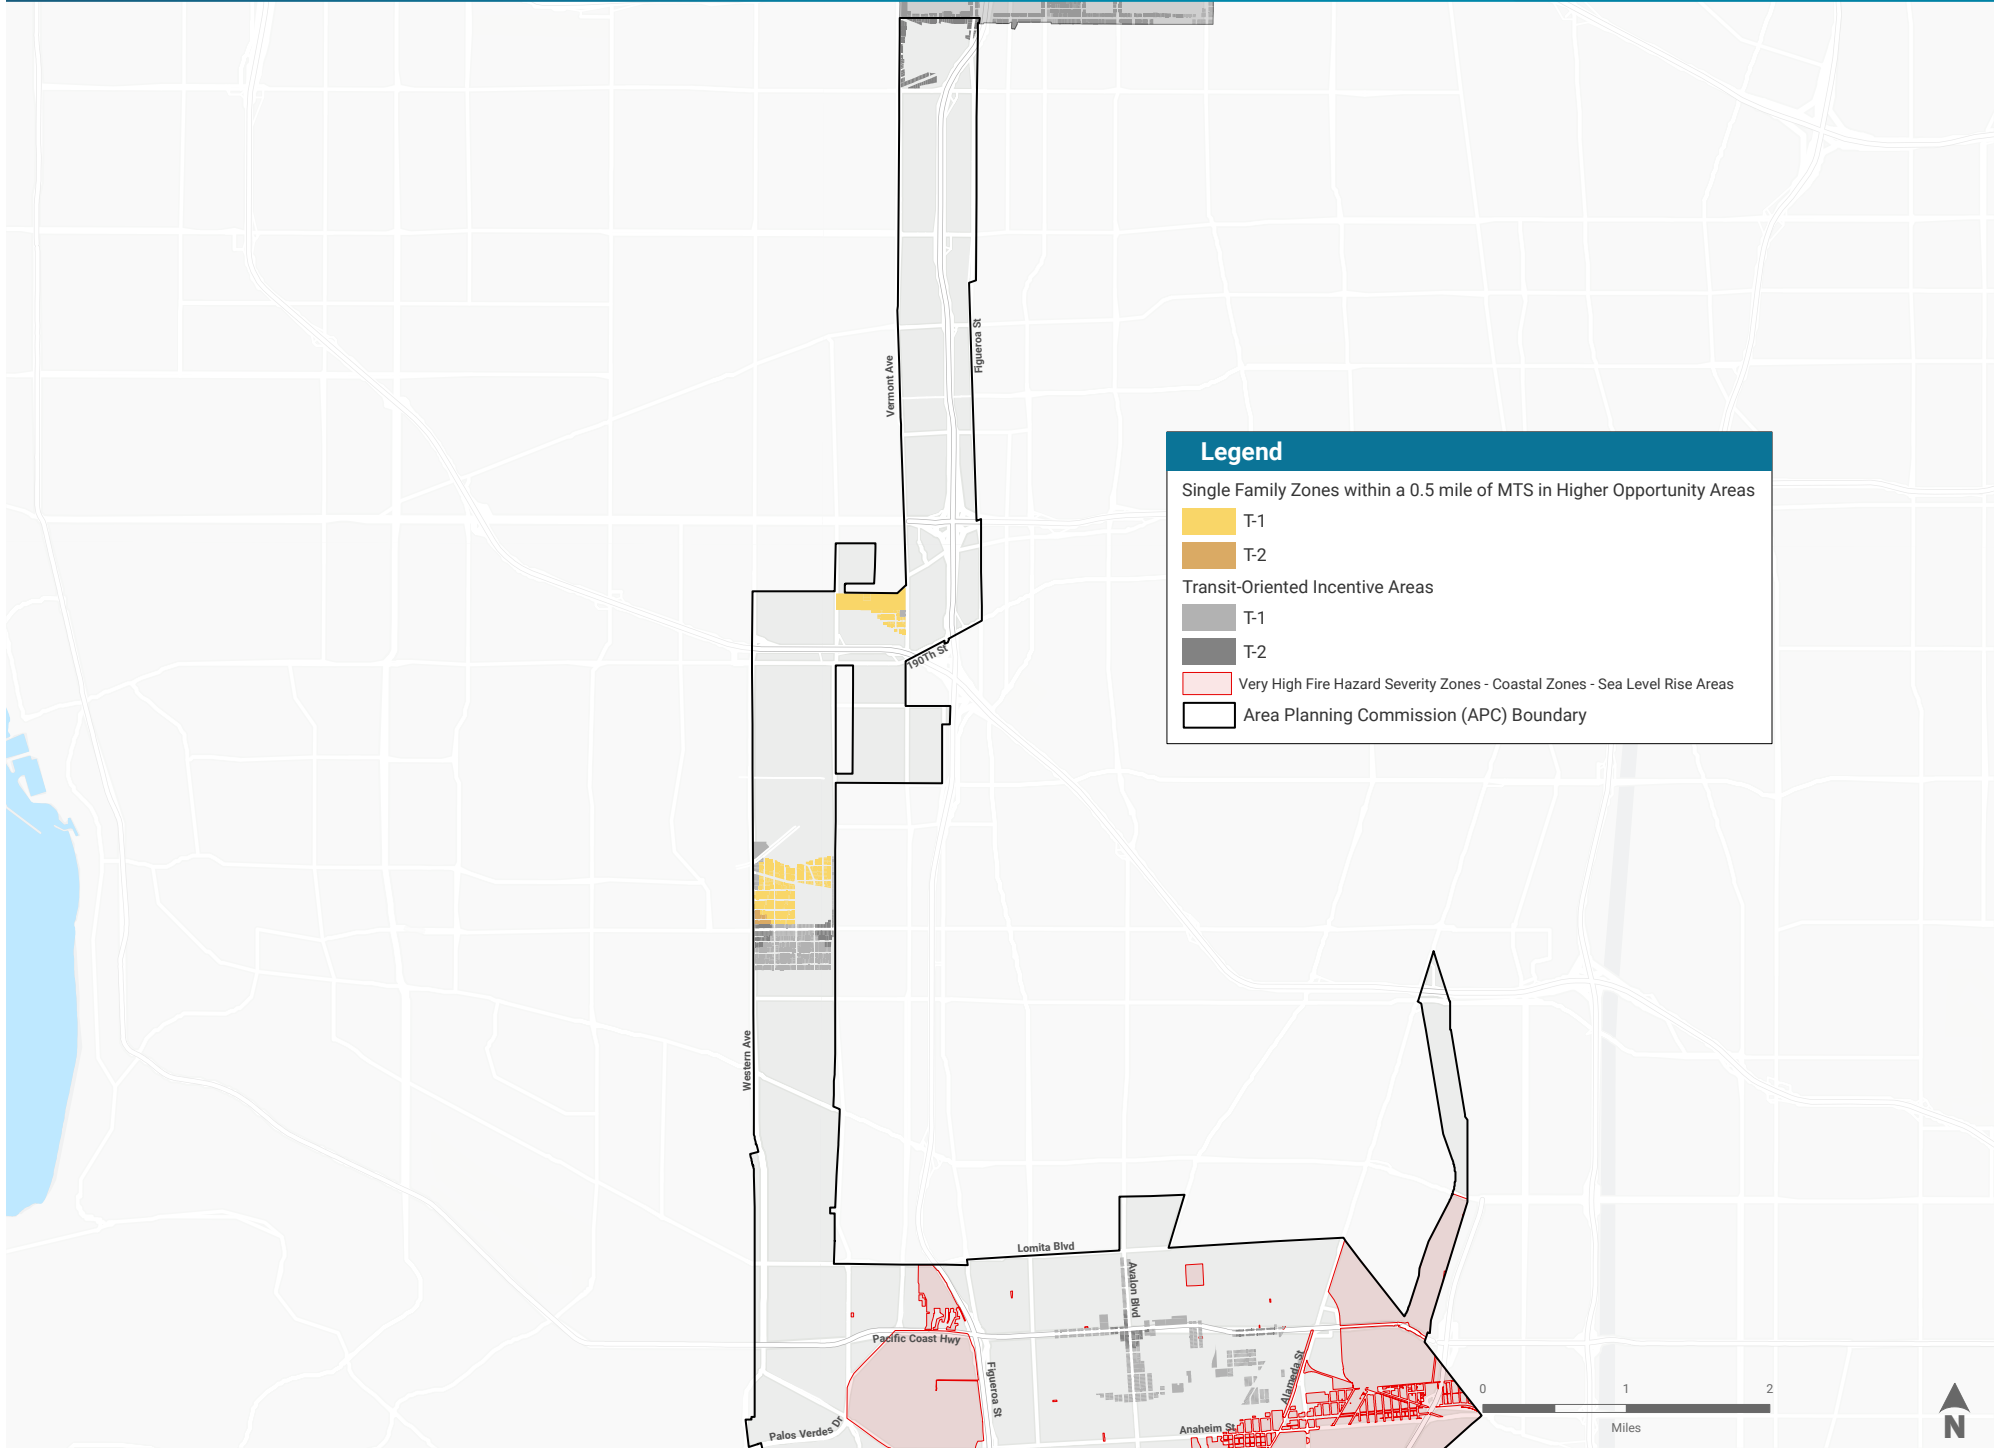 Figueroa St
Vermont Ave
Legend
Single Family Zones within a 0.5 mile of MTS in Higher Opportunity Areas
T-1
T-2
Transit-Oriented Incentive Areas
T-1
T-2
Very High Fire Hazard Severity Zones - Coastal Zones - Sea Level Rise Areas
Area Planning Commission (APC) Boundary
190Th St
Western Ave
Lomita Blvd
Avalon Blvd
Pacific Coast Hwy
Figueroa St
Alameda St
Palos Verdes Dr
Anaheim St
0 1 2
Miles
N